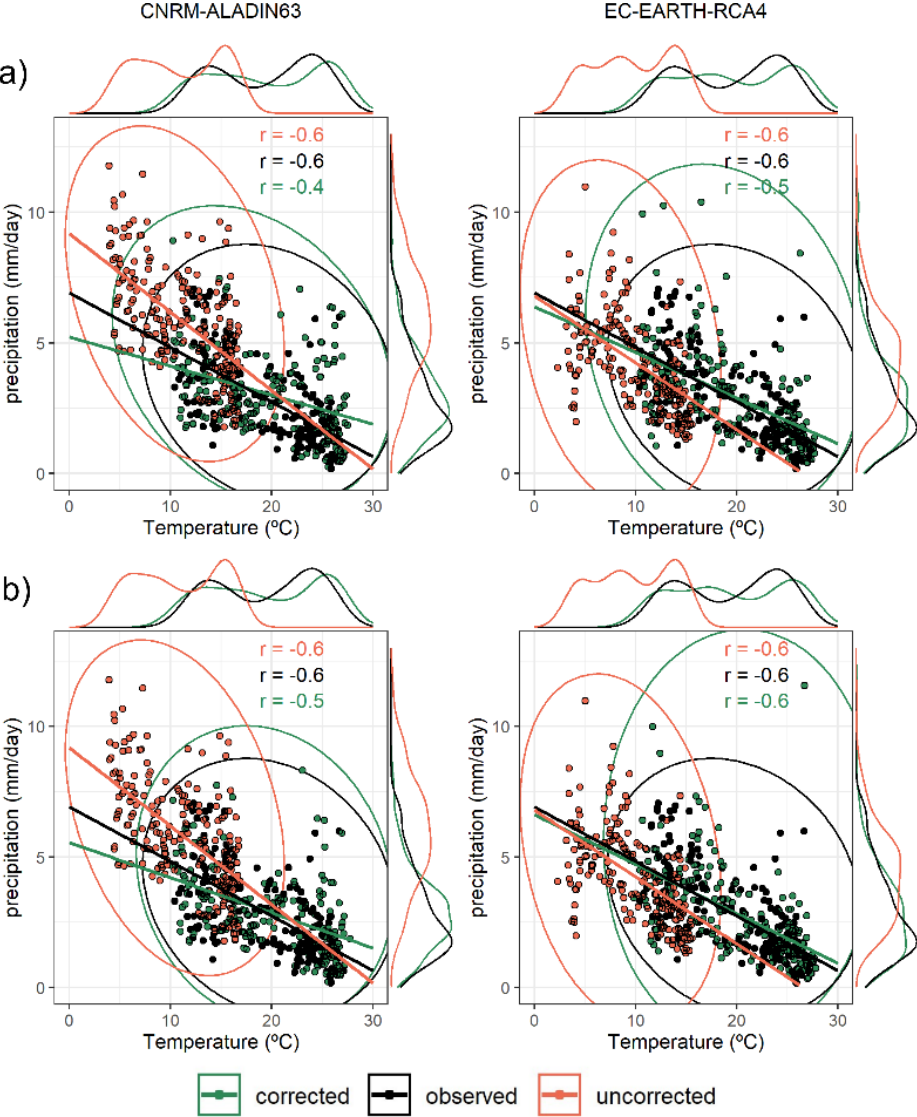 CNRM-ALADIN63 EC-EARTH-RCA4
a)
r = -0.6 r = -0.6
r = -0.6 r = -0.6
r = -0.4 r = -0.5
precipitation (mm/day) precipitation (mm/day)
10 10
5 5
0 0
0 10 20 30 0 10 20 30
Temperature (ºC) Temperature (ºC)
b)
r = -0.6 r = -0.6
r = -0.6 r = -0.6
r = -0.5 r = -0.6
precipitation (mm/day) precipitation (mm/day)
10 10
5 5
0 0
0 10 20 30 0 10 20 30
Temperature (ºC) Temperature (ºC)
corrected observed uncorrected